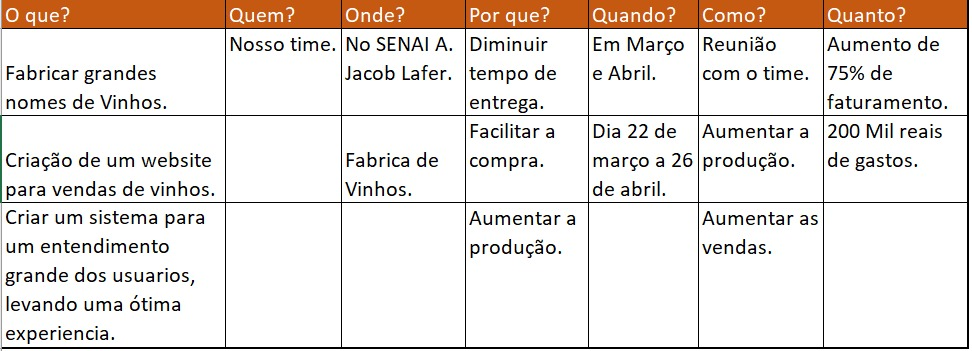 O que?
Quem?
Onde?
Por que?
Quando?
Como?
Quanto?
Fabricar grandes
nomes de Vinhos.
Nosso time.
No SENAI A.
Jacob Lafer.
Diminuir
tempo de
entrega.
Em Março
e Abril.
Reunião
com o time.
Aumento de
75% de
faturamento.
Criação de um website
para vendas de vinhos.
Fabrica de
Vinhos.
Facilitar a
compra.
Dia 22 de
março a 26
de abril.
Aumentar a
produção.
200 Mil reais
de gastos.
Criar um sistema para
um entendimento
grande dos usuarios,
levando uma ótima
experiencia.
Aumentar a
produção.
Aumentar as
vendas.